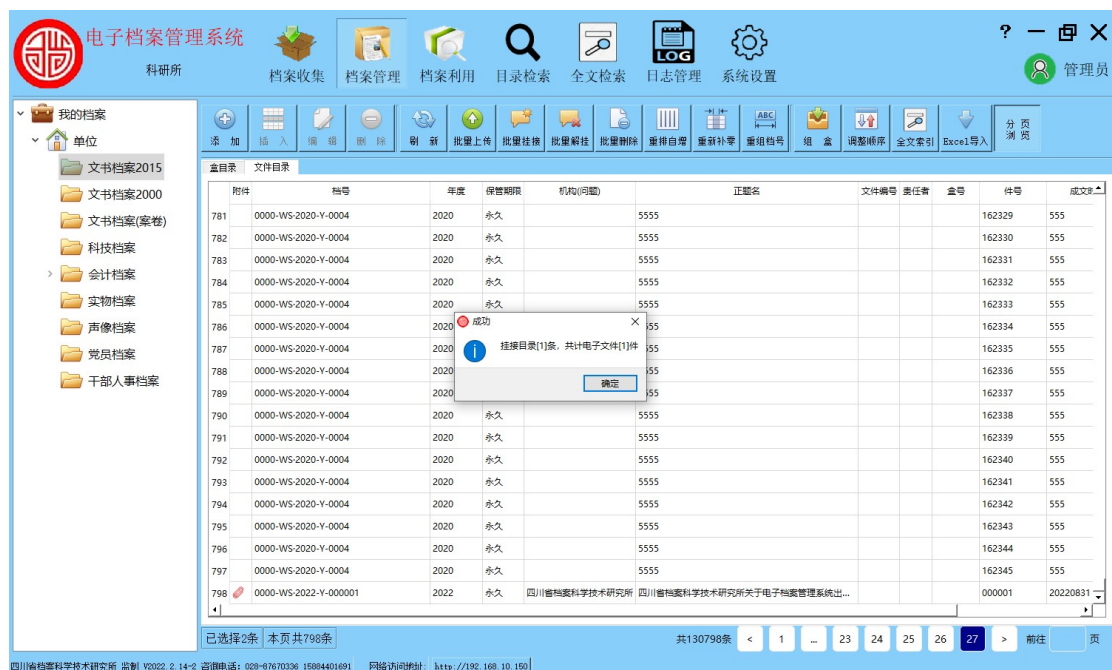 电子档案管理系统
科研所
档案收集 档案管理 档案利用 目录检索 全文检索 日志管理 系统设置
LOG
? 管理员
我的档案
单位
文书档案2015
文书档案2000
文书档案(案卷)
科技档案
会计档案
实物档案
声像档案
党员档案
干部人事档案
添 加 插 入 编 辑 删 除 刷 新 批量上传 批量挂接 批量解挂 批量删除 重排自增 重新补零 重组档号 组 盒 调整顺序 全文索引 Excel导入 分 页 浏 览
ABC
盒目录 文件目录
附件 档号 年度 保管期限 机构(问题) 正题名 文件编号 责任者 盒号 件号
781 0000-WS-2020-Y-0004 2020 永久 5555 162329 555
782 0000-WS-2020-Y-0004 2020 永久 5555 162330 555
783 0000-WS-2020-Y-0004 2020 永久 5555 162331 555
784 0000-WS-2020-Y-0004 2020 永久 5555 162332 555
785 0000-WS-2020-Y-0004 2020 永久 5555 162333 555
786 0000-WS-2020-Y-0004 162334 555
787 0000-WS-2020-Y-0004 162335 555
788 0000-WS-2020-Y-0004 162336 555
789 0000-WS-2020-Y-0004 162337 555
成功
挂接目录[1]条，共计电子文件[1]件
确定
790 0000-WS-2020-Y-0004 2020 永久 5555 162338 555
791 0000-WS-2020-Y-0004 2020 永久 5555 162339 555
792 0000-WS-2020-Y-0004 2020 永久 5555 162340 555
793 0000-WS-2020-Y-0004 2020 永久 5555 162341 555
794 0000-WS-2020-Y-0004 2020 永久 5555 162342 555
795 0000-WS-2020-Y-0004 2020 永久 5555 162343 555
796 0000-WS-2020-Y-0004 2020 永久 5555 162344 555
797 0000-WS-2020-Y-0004 2020 永久 5555 162345 555
798 0000-WS-2022-Y-000001 2022 永久 四川省档案科学技术研究所 四川省档案科学技术研究所关于电子档案管理系统出... 000001 20220831
已选择2条 本页共798条 共130798条 < 1 ... 23 24 25 26 27 > 前往 页
四川省档案科学技术研究所 监制 V2022.2.14-2 咨询电话: 028-87670336 15884401691 网络访问地址: http://192.168.10.150